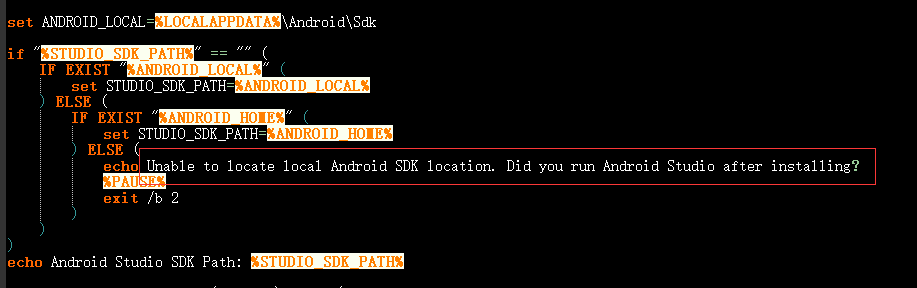 set ANDROID_LOCAL=%LOCALAPPDATA%\Android\Sdk
if "%STUDIO_SDK_PATH%" == "" (
IF EXIST "%ANDROID_LOCAL%" (
set STUDIO_SDK_PATH=%ANDROID_LOCAL%
) ELSE (
IF EXIST "%ANDROID_HOME%" (
set STUDIO_SDK_PATH=%ANDROID_HOME%
) ELSE (
echo Unable to locate local Android SDK location. Did you run Android Studio after installing?
%PAUSE%
exit /b 2
)
)
)
echo Android Studio SDK Path: %STUDIO_SDK_PATH%